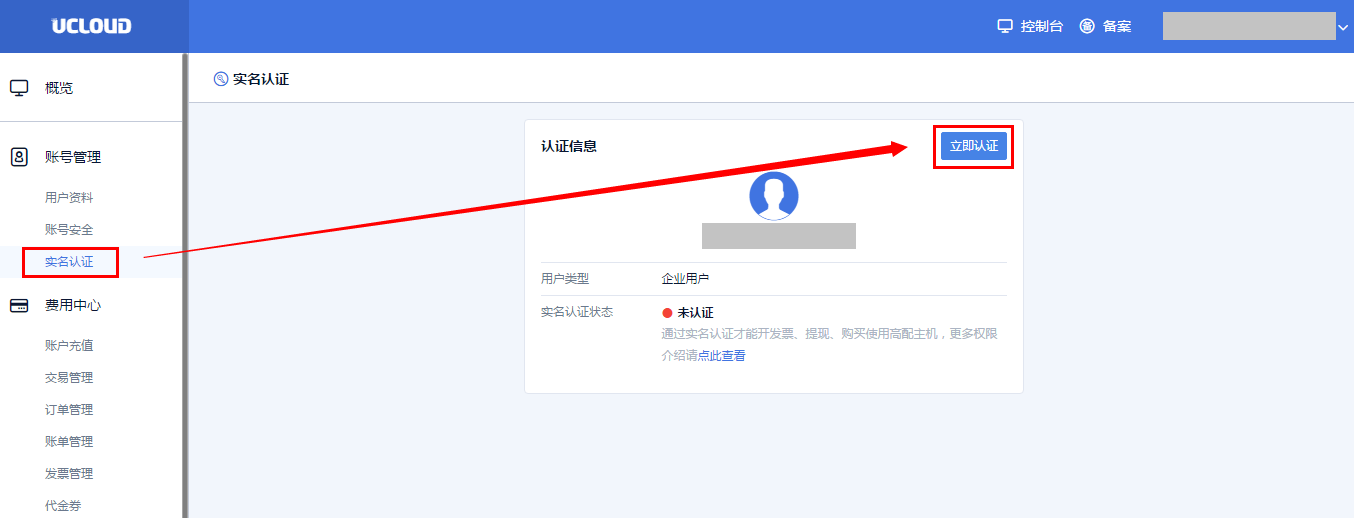 UCLOUD
控制台
备案
概览
账号管理
用户资料
账号安全
实名认证
费用中心
账户充值
交易管理
订单管理
账单管理
发票管理
代金券
实名认证
认证信息
立即认证
用户类型 企业用户
实名认证状态 未认证
通过实名认证才能开发票、提现、购买使用高配主机，更多权限
介绍请点此查看